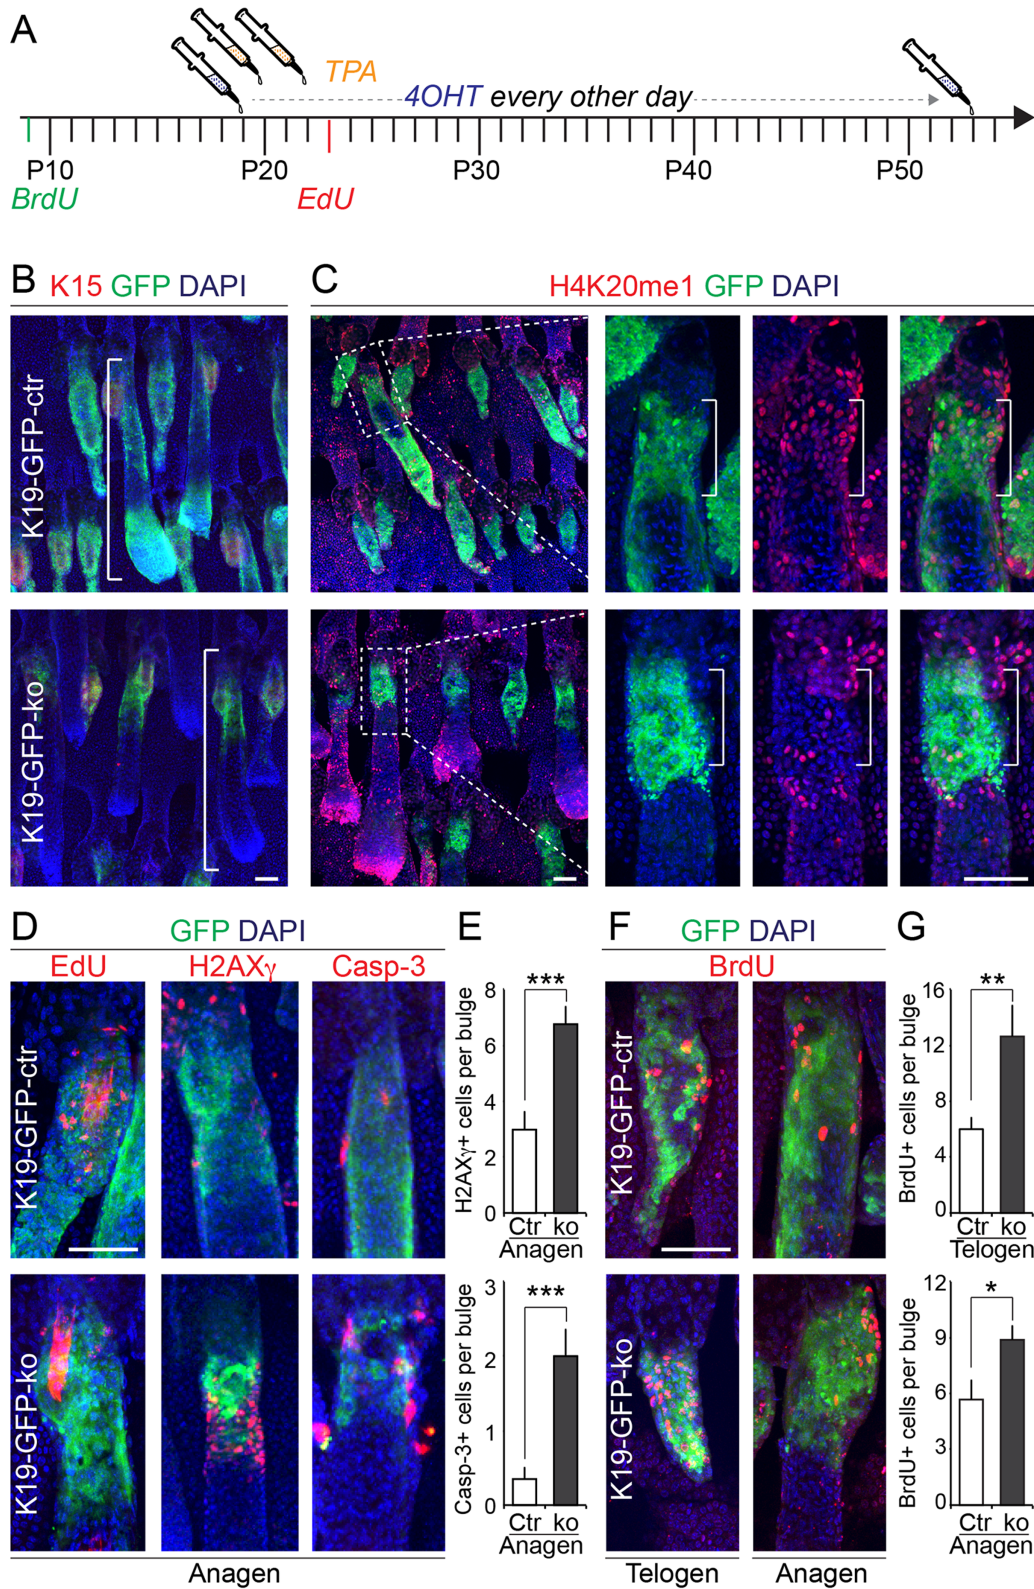 A
TPA
4OHT every other day
P10
P20
P30
P40
P50
BrdU
EdU
B
K15 GFP DAPI
C
H4K20me1 GFP DAPI
K19-GFP-ctr
K19-GFP-ko
D
GFP DAPI
EdU
H2AXγ
Casp-3
K19-GFP-ctr
K19-GFP-ko
Anagen
E
***
H2AXγ+ cells per bulge
8
6
4
2
0
Ctr ko
Anagen
***
Casp-3+ cells per bulge
3
2
1
0
Ctr ko
Anagen
F
GFP DAPI
BrdU
K19-GFP-ctr
K19-GFP-ko
Telogen
Anagen
G
**
BrdU+ cells per bulge
16
12
8
4
0
Ctr ko
Telogen
*
BrdU+ cells per bulge
12
9
6
3
0
Ctr ko
Anagen